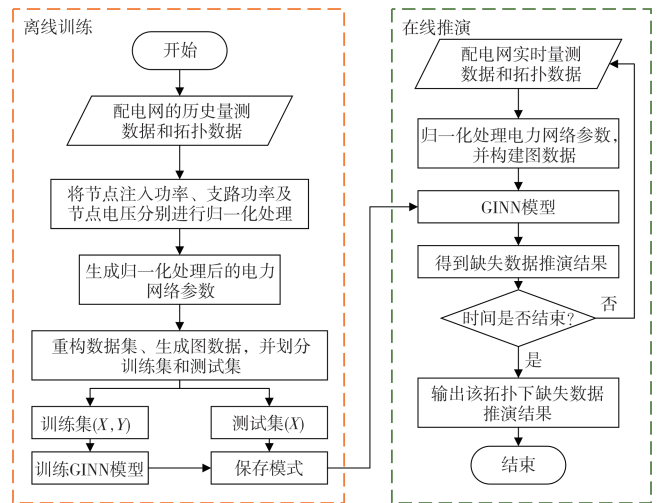 离线训练
开始
配电网的历史量测
数据和拓扑数据
将节点注入功率、支路功率及
节点电压分别进行归一化处理
生成归一化处理后的电力
网络参数
重构数据集、生成图数据，并划分
训练集和测试集
训练集(X,Y)
测试集(X)
训练GINN模型
保存模式
在线推演
配电网实时量测
数据和拓扑数据
归一化处理电力网络参数，
并构建图数据
GINN模型
得到缺失数据推演结果
时间是否结束?
否
是
输出该拓扑下缺失数据
推演结果
结束